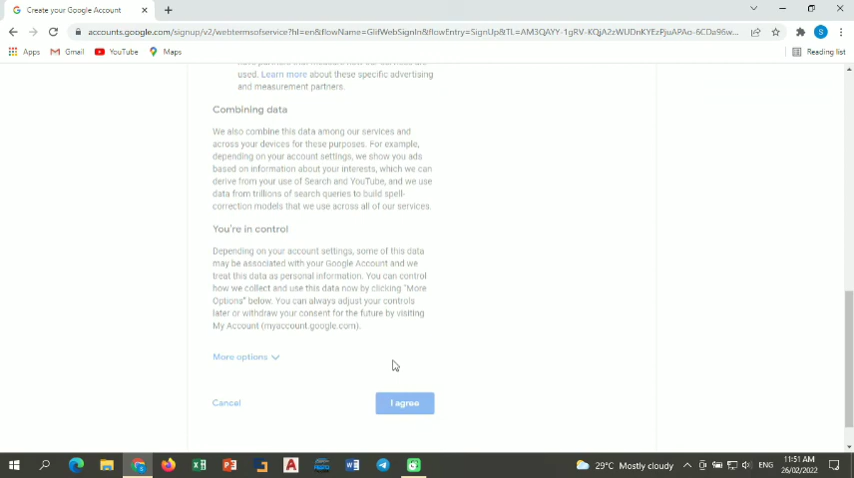 Create your Google Account
accounts.google.com/signup/v2/webtermsofservice?hl=en&flowName=GlifWebSignIn&flowEntry=SignUp&
Apps Gmail YouTube Maps Reading list
used. Learn more about these specific advertising
and measurement partners.
Combining data
We also combine this data among our services and
across your devices for these purposes. For example,
depending on your account settings, we show you ads
based on information about your interests, which we can
derive from your use of Search and YouTube, and we use
data from trillions of search queries to build spell-
correction models that we use across all of our services.
You're in control
Depending on your account settings, some of this data
may be associated with your Google Account and we
treat this data as personal information. You can control
how we collect and use this data now by clicking "More
Options" below. You can always adjust your controls
later or withdraw your consent for the future by visiting
My Account (myaccount.google.com).
More options
Cancel I agree
29°C Mostly cloudy ENG 11:51 AM
26/02/2022